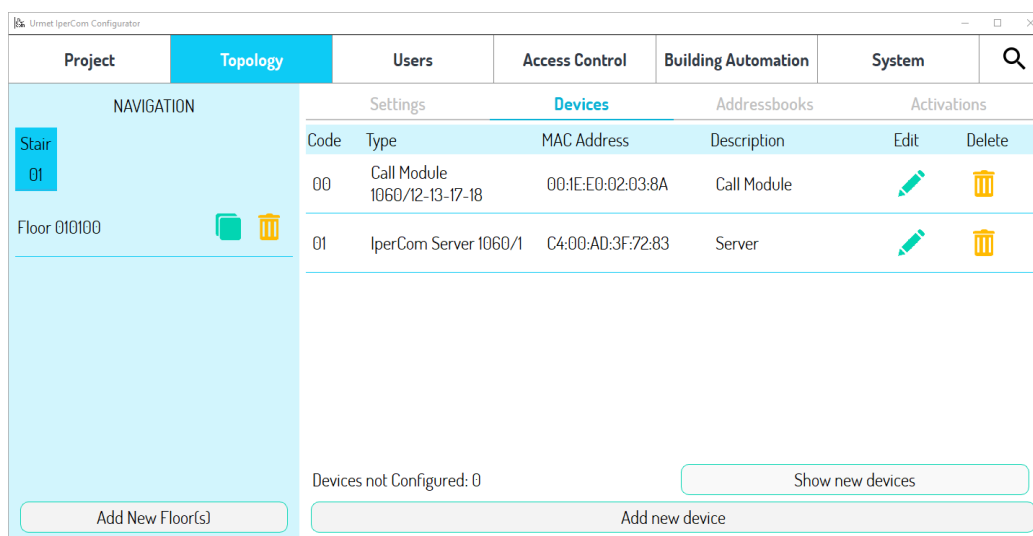 Urmet IperCom Configurator
Project Topology Users Access Control Building Automation System
NAVIGATION Settings Devices Addressbooks Activations
Stair
01
Code Type MAC Address Description Edit Delete
00 Call Module 1060/12-13-17-18 00:1E:E0:02:03:8A Call Module
Floor 010100
01 IperCom Server 1060/1 C4:00:AD:3F:72:83 Server
Devices not Configured: 0 Show new devices
Add New Floor(s) Add new device